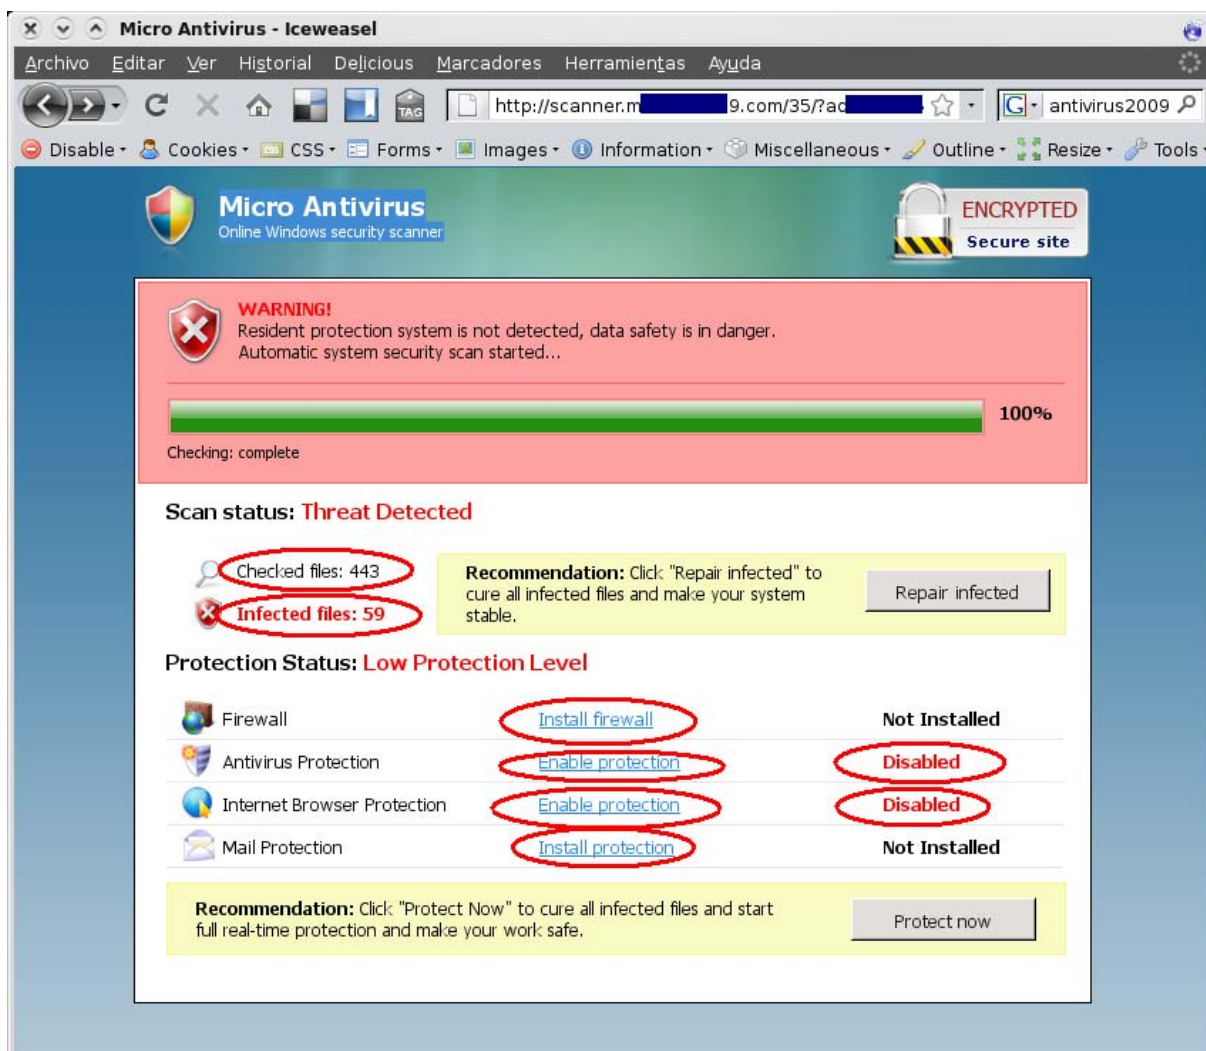 Micro Antivirus - Iceweasel
Archivo Editar Ver Historial Delicious Marcadores Herramientas Ayuda
TAG http://scanner.m 9.com/35/?ad G antivirus2009
Disable Cookies CSS Forms Images Information Miscellaneous Outline Resize Tools
Micro Antivirus
Online Windows security scanner
ENCRYPTED
Secure site
WARNING!
Resident protection system is not detected, data safety is in danger.
Automatic system security scan started...
100%
Checking: complete
Scan status: Threat Detected
Checked files: 443
Infected files: 59
Recommendation: Click "Repair infected" to
cure all infected files and make your system
stable.
Repair infected
Protection Status: Low Protection Level
Firewall Install firewall Not Installed
Antivirus Protection Enable protection Disabled
Internet Browser Protection Enable protection Disabled
Mail Protection Install protection Not Installed
Recommendation: Click "Protect Now" to cure all infected files and start
full real-time protection and make your work safe.
Protect now